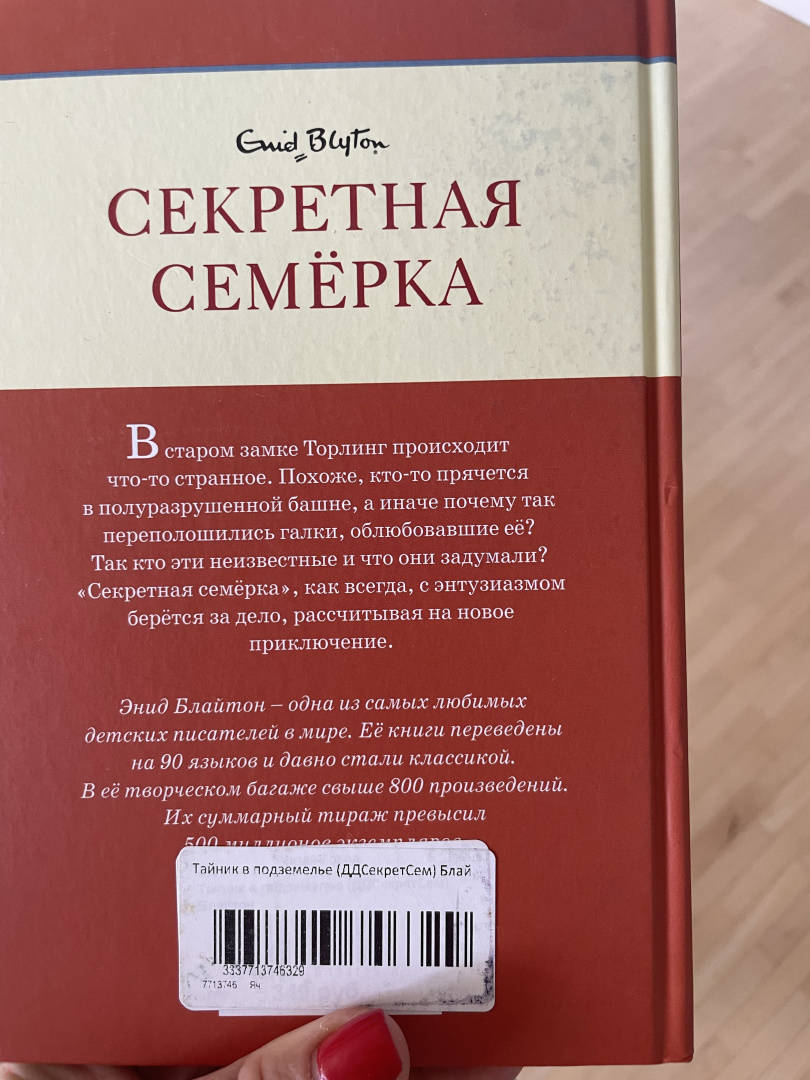 Enid Blyton
СЕКРЕТНАЯ
СЕМЁРКА
В старом замке Торлинг происходит
что-то странное. Похоже, кто-то прячется
в полуразрушенной башне, а иначе почему так
переполошились галки, облюбовавшие её?
Так кто эти неизвестные и что они задумали?
«Секретная семёрка», как всегда, с энтузиазмом
берётся за дело, рассчитывая на новое
приключение.
Энид Блайтон – одна из самых любимых
детских писателей в мире. Её книги переведены
на 90 языков и давно стали классикой.
В её творческом багаже свыше 800 произведений.
Их суммарный тираж превысил
500 миллионов экземпляров
Тайник в подземелье (ДДСекретСем) Блай
3337713746329
7713746 Яч